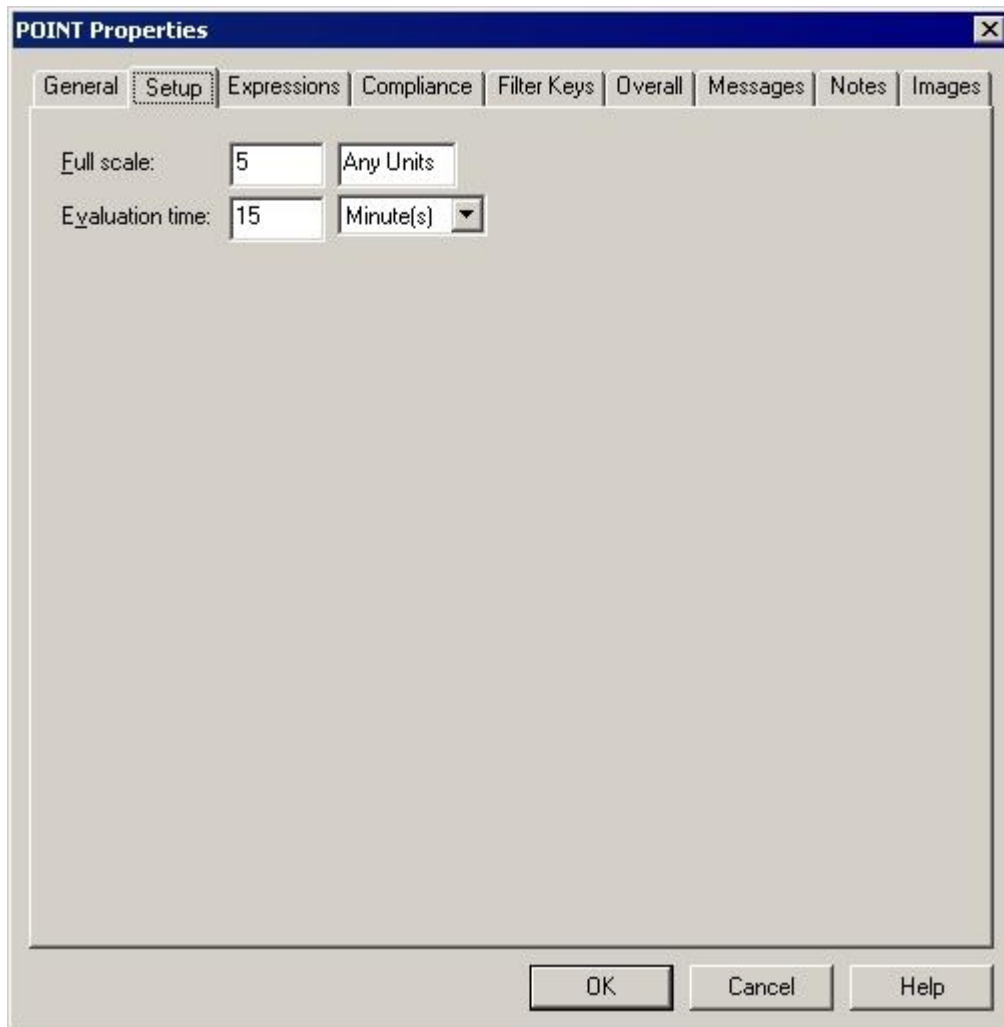 POINT Properties
General Setup Expressions Compliance Filter Keys Overall Messages Notes Images
Full scale: 5 Any Units
Evaluation time: 15 Minute(s)
OK Cancel Help